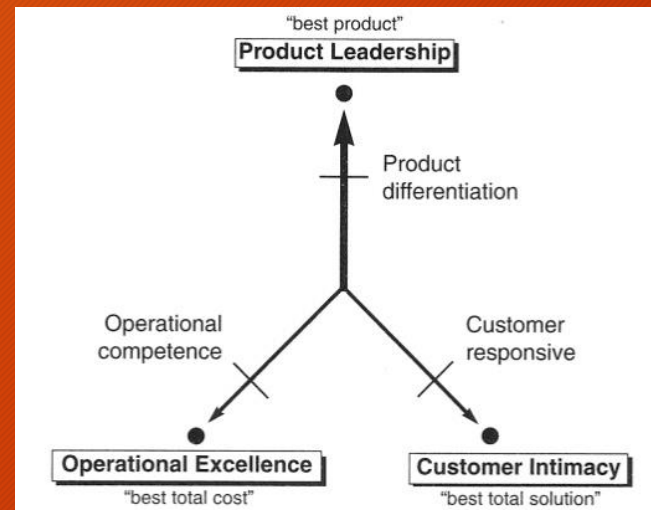 “best product”
Product Leadership
Product
differentiation
Operational
competence
Customer
responsive
Operational Excellence
“best total cost”
Customer Intimacy
“best total solution”